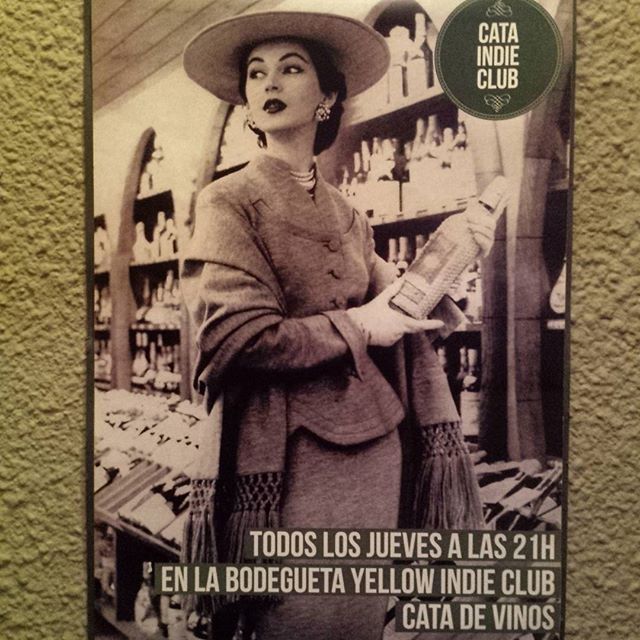 CATA
INDIE
CLUB
TODOS LOS JUEVES A LAS 21H
EN LA BODEGUETA YELLOW INDIE CLUB
CATA DE VINOS